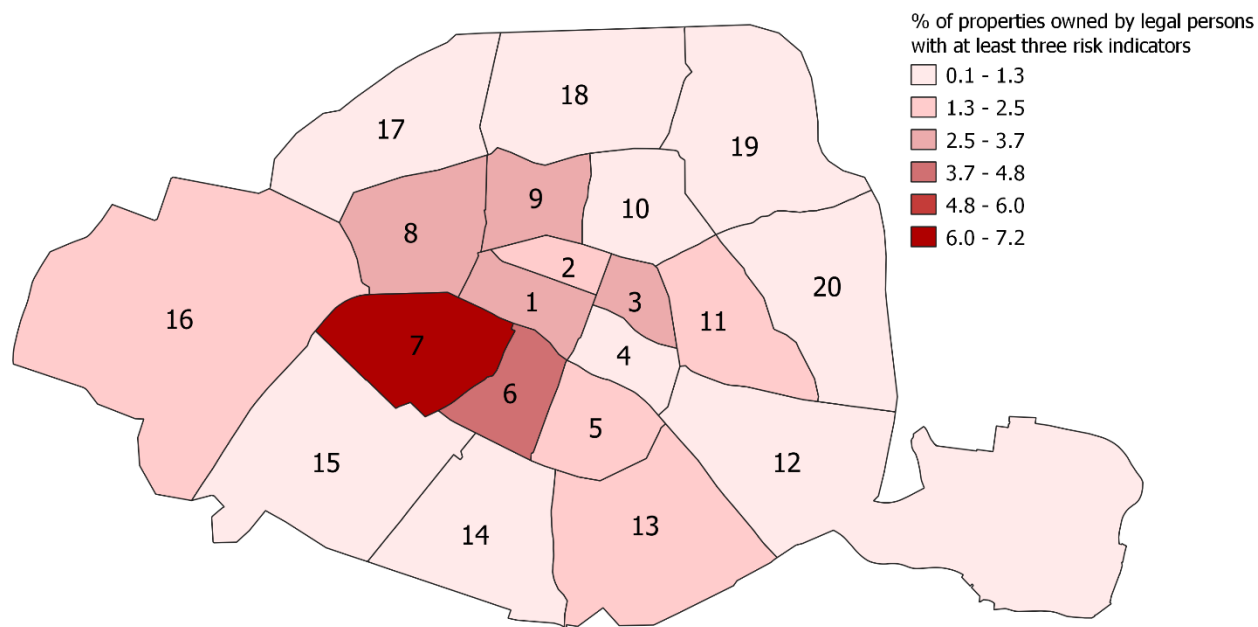 % of properties owned by legal persons
with at least three risk indicators
0.1 - 1.3
1.3 - 2.5
2.5 - 3.7
3.7 - 4.8
4.8 - 6.0
6.0 - 7.2
18
17
19
9
10
8
2
20
1
3
16
11
7
4
6
5
15
12
14
13